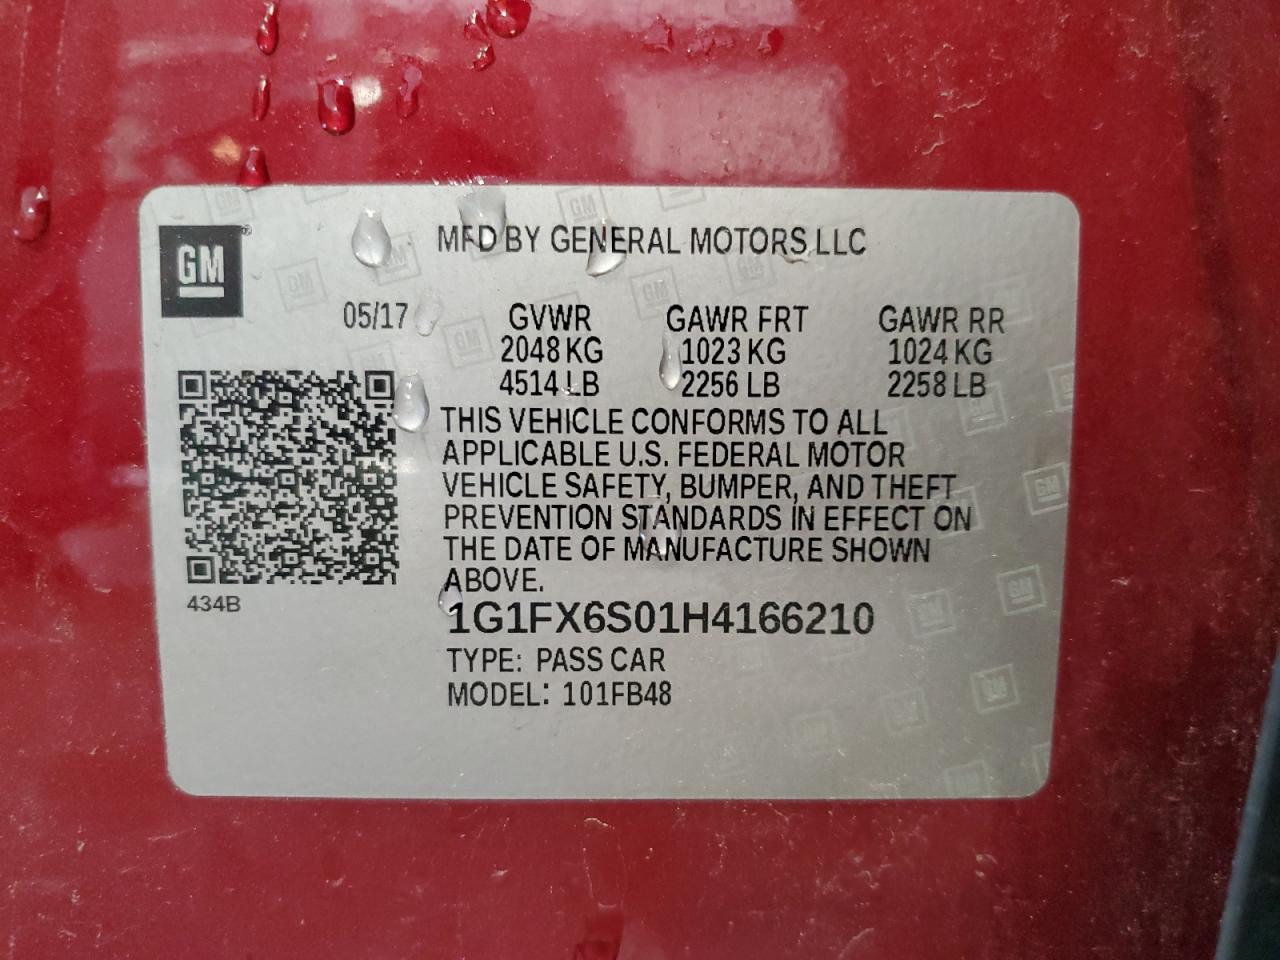 GM
MFD BY GENERAL MOTORS LLC
05/17 GVWR GAWR FRT GAWR RR
2048 KG 1023 KG 1024 KG
4514 LB 2256 LB 2258 LB
THIS VEHICLE CONFORMS TO ALL
APPLICABLE U.S. FEDERAL MOTOR
VEHICLE SAFETY, BUMPER, AND THEFT
PREVENTION STANDARDS IN EFFECT ON
THE DATE OF MANUFACTURE SHOWN
ABOVE.
434B
1G1FX6S01H4166210
TYPE: PASS CAR
MODEL: 101FB48